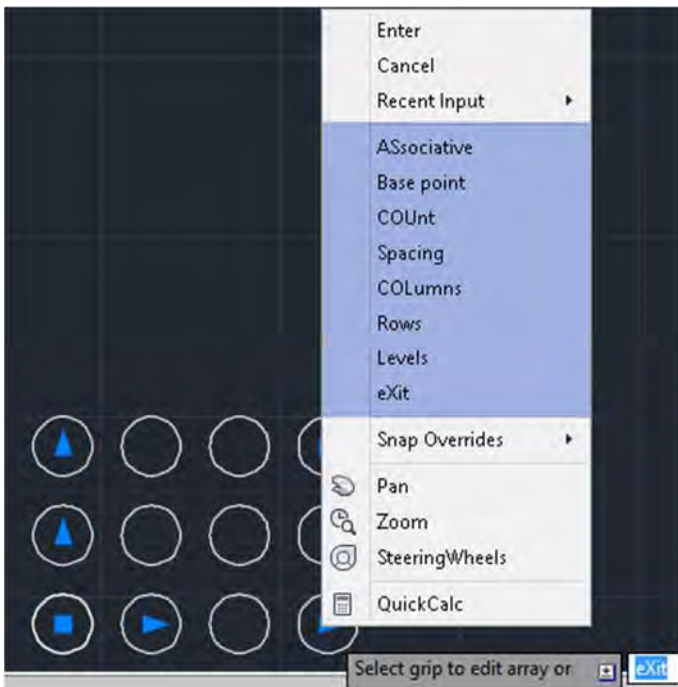 Enter
Cancel
Recent Input
ASsociative
Base point
COUnt
Spacing
COLumns
Rows
Levels
eXit
Snap Overrides
Pan
Zoom
SteeringWheels
QuickCalc
Select grip to edit array or eXit